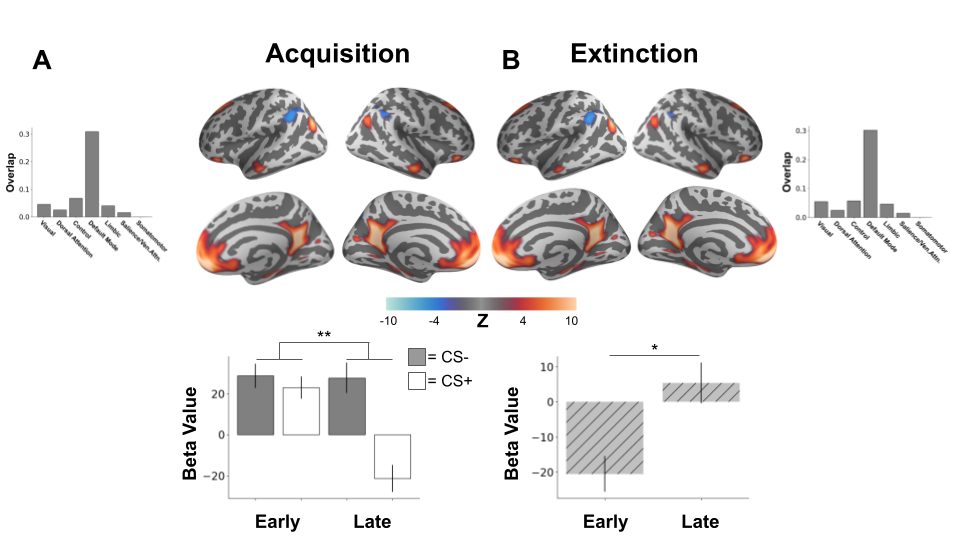 A
Acquisition
B
Extinction
Overlap
0.3
0.2
0.1
0.0
Visual
Dorsal Attention
Control
Default Mode
Limbic
Salience/Ven.Attn.
Somatomotor
Overlap
0.3
0.2
0.1
0.0
Visual
Dorsal Attention
Control
Default Mode
Limbic
Salience/Ven.Attn.
Somatomotor
-10
-4
Z
4
10
**
= CS-
= CS+
Beta Value
20
0
−20
Early
Late
*
Beta Value
10
0
−10
−20
Early
Late